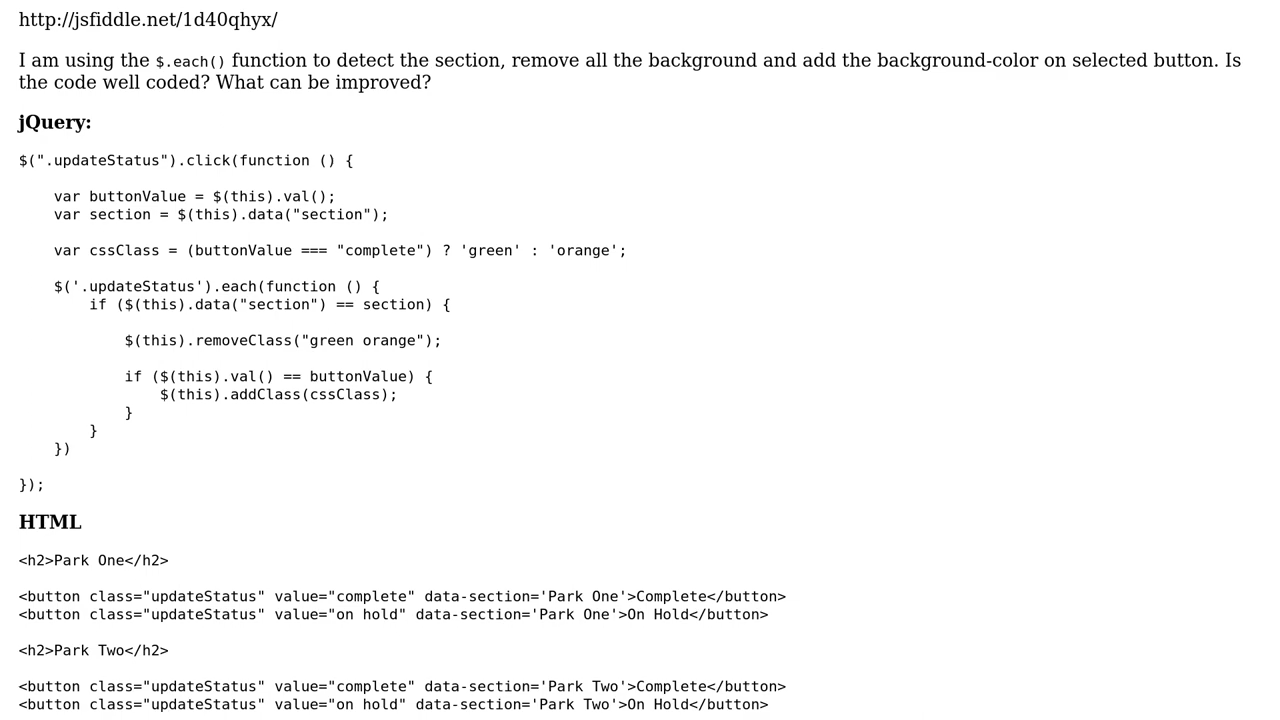 http://jsfiddle.net/1d40qhyx/
I am using the $.each() function to detect the section, remove all the background and add the background-color on selected button. Is
the code well coded? What can be improved?
jQuery:
$(".updateStatus").click(function () {
    var buttonValue = $(this).val();
    var section = $(this).data("section");
    var cssClass = (buttonValue === "complete") ? 'green' : 'orange';
    $('.updateStatus').each(function () {
        if ($(this).data("section") == section) {
            $(this).removeClass("green orange");
            if ($(this).val() == buttonValue) {
                $(this).addClass(cssClass);
            }
        }
    })
});
HTML
<h2>Park One</h2>
<button class="updateStatus" value="complete" data-section='Park One'>Complete</button>
<button class="updateStatus" value="on hold" data-section='Park One'>On Hold</button>
<h2>Park Two</h2>
<button class="updateStatus" value="complete" data-section='Park Two'>Complete</button>
<button class="updateStatus" value="on hold" data-section='Park Two'>On Hold</button>